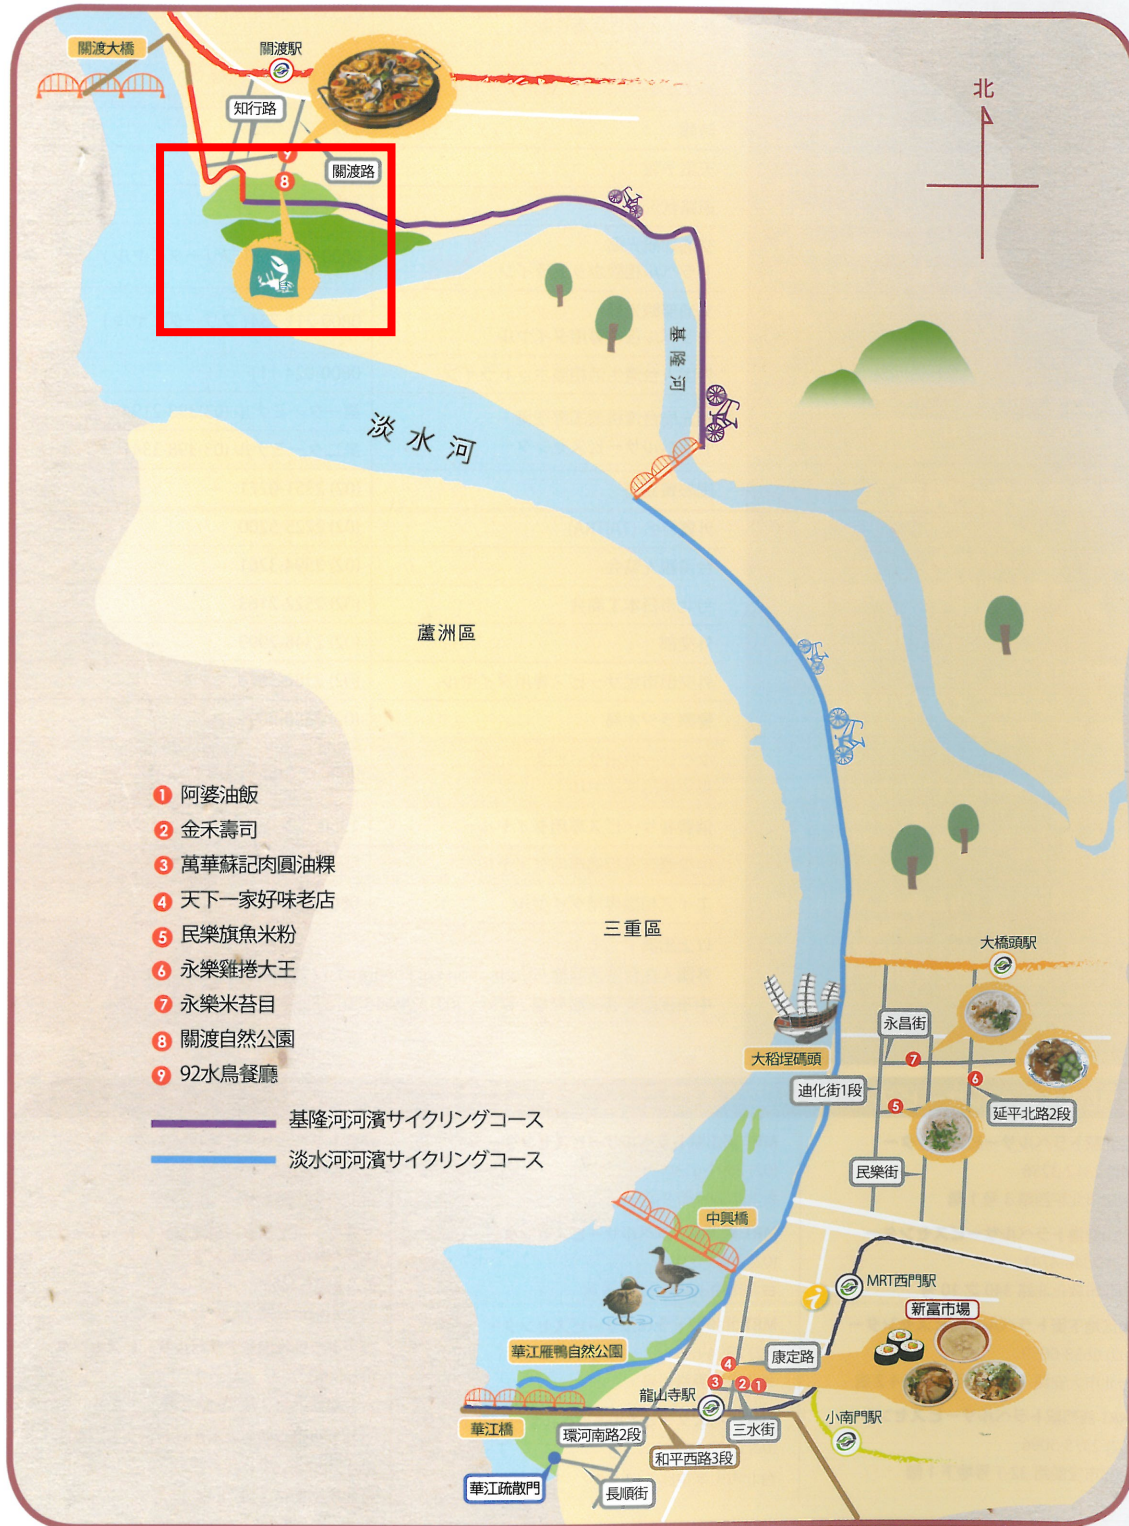 關渡大橋
關渡駅
知行路
9
關渡路
8
北
基隆河
淡水河
蘆洲區
1 阿婆油飯
2 金禾壽司
3 萬華蘇記肉圓油粿
4 天下一家好味老店
5 民樂旗魚米粉
6 永樂雞捲大王
7 永樂米苔目
8 關渡自然公園
9 92水鳥餐廳
基隆河河濱サイクリングコース
淡水河河濱サイクリングコース
三重區
大橋頭駅
永昌街
大稻埕碼頭
7
迪化街1段
6
5
延平北路2段
民樂街
中興橋
MRT西門駅
新富市場
華江雁鴨自然公園
康定路
4
3
2
1
龍山寺駅
小南門駅
華江橋
三水街
環河南路2段
和平西路3段
華江疏散門
長順街